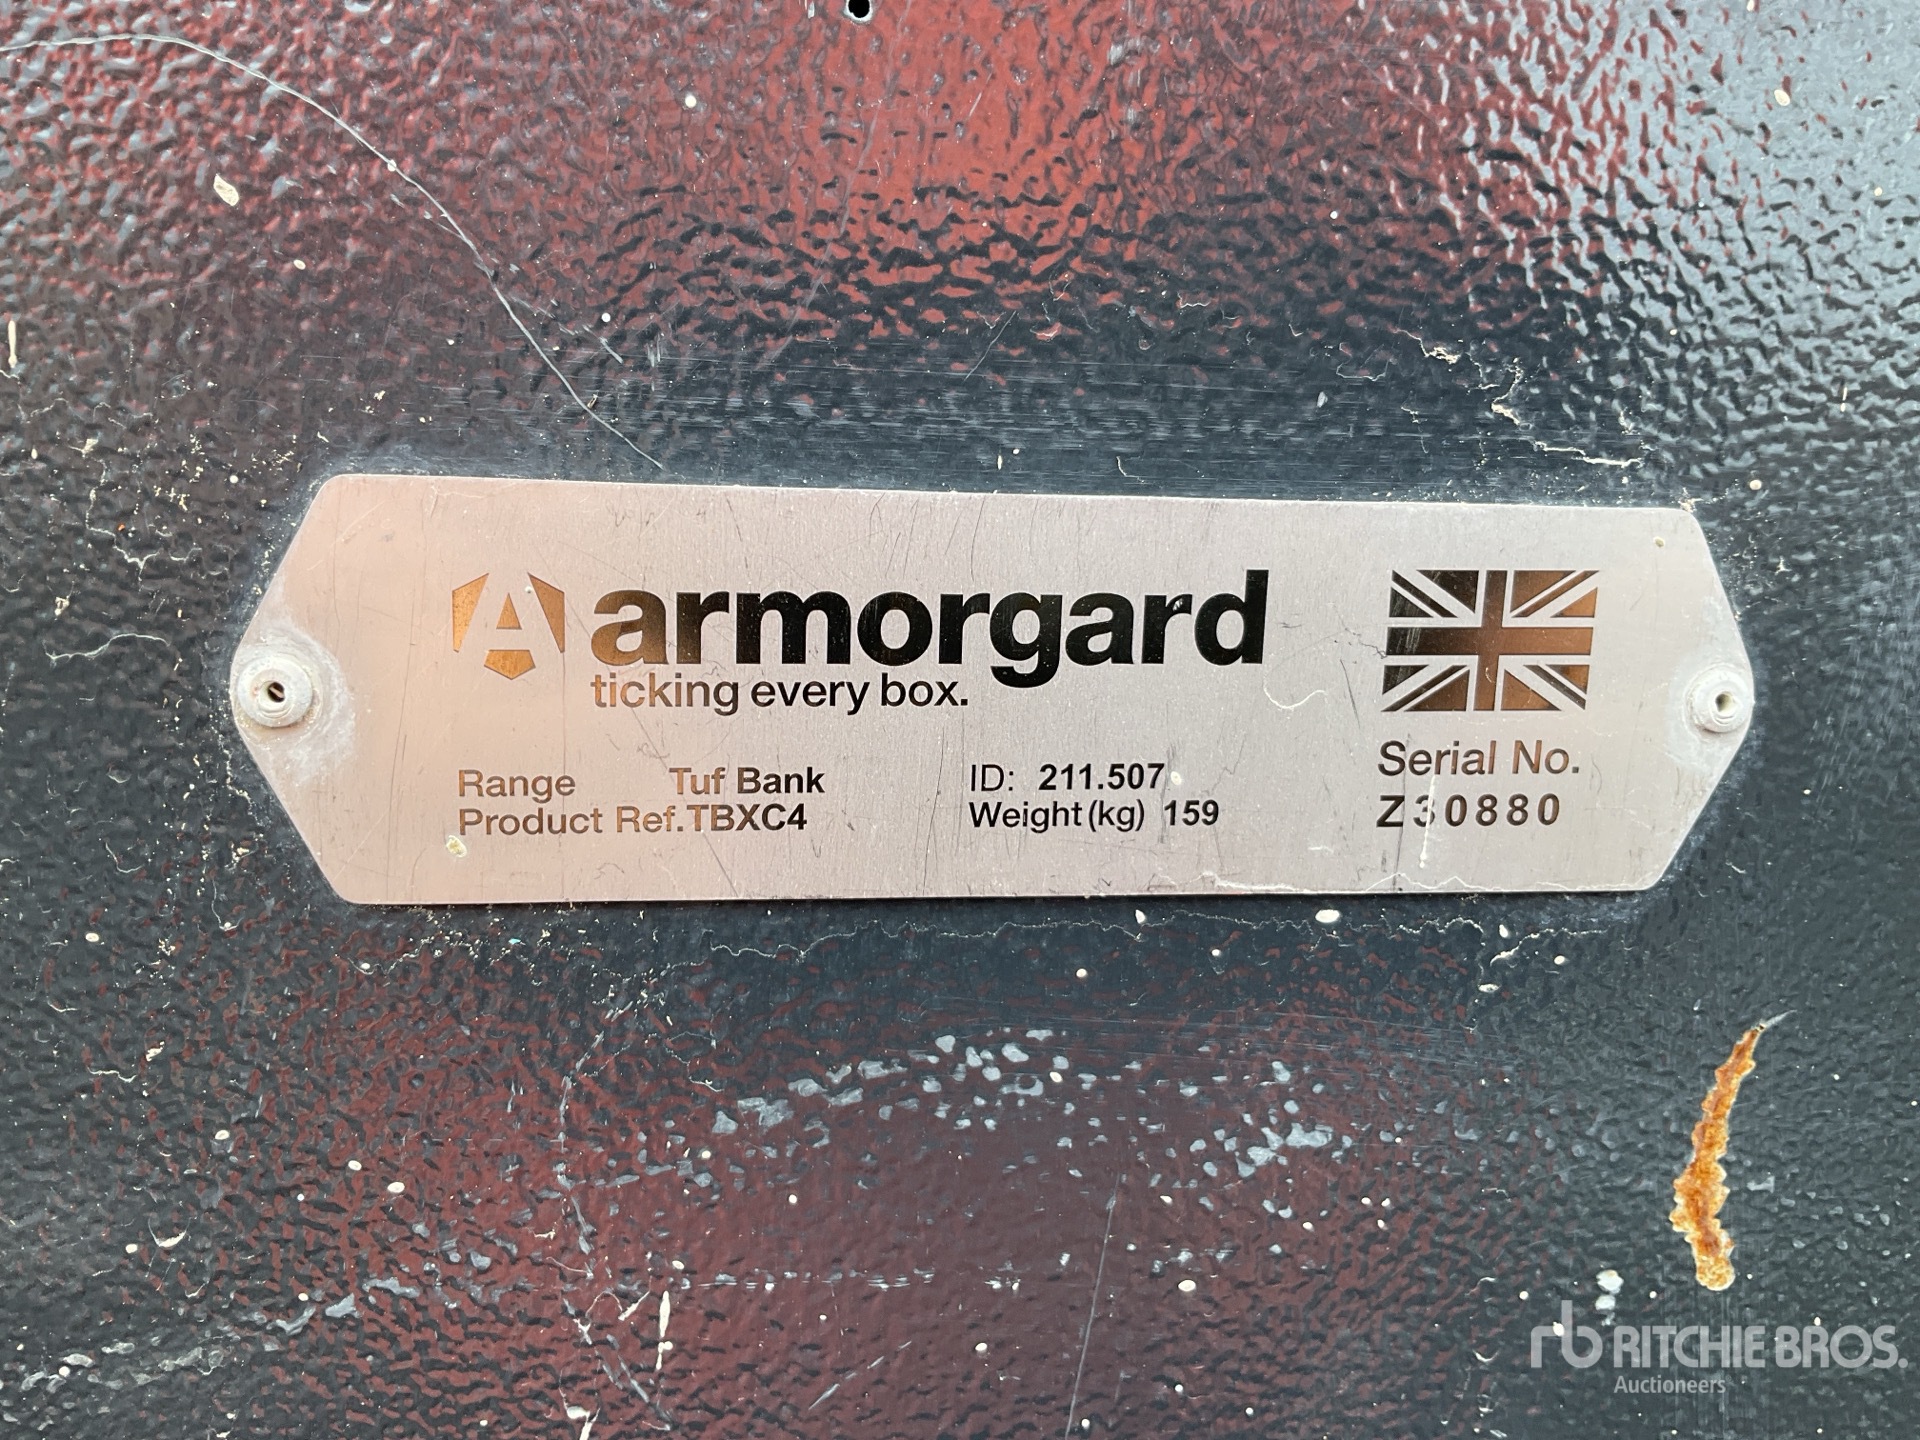 armorgard
ticking every box.
Range Tuf Bank
Product Ref. TBXC4
ID: 211.507
Weight (kg) 159
Serial No.
Z30880
rb RITCHIE BROS.
Auctioneers